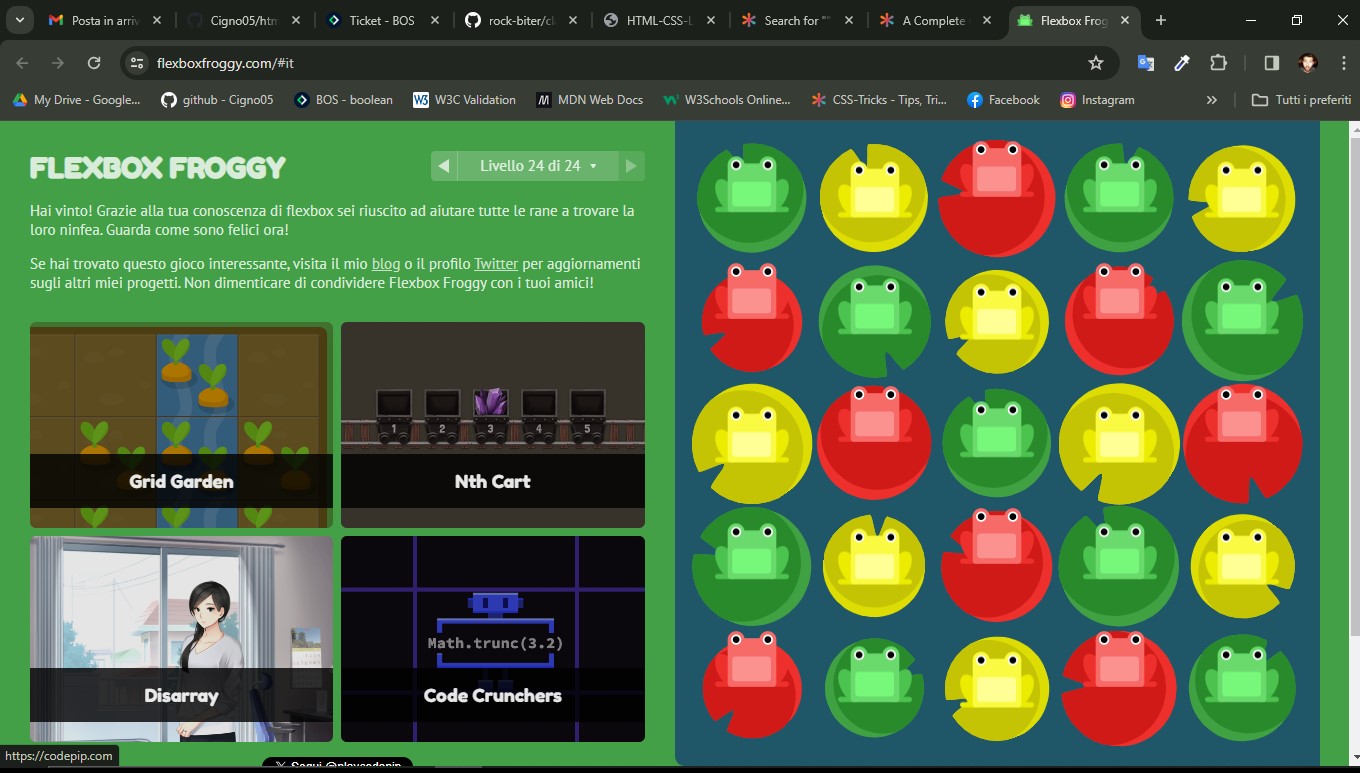 Posta in arriv
Cigno05/htm
Ticket - BOS
rock-biter/cl
HTML-CSS-L
Search for ""
A Complete
Flexbox Frog
flexboxfroggy.com/#it
My Drive - Google...
github - Cigno05
BOS - boolean
W3C Validation
MDN Web Docs
W3Schools Online...
CSS-Tricks - Tips, Tri...
Facebook
Instagram
»
Tutti i preferiti
FLEXBOX FROGGY
Livello 24 di 24
Hai vinto! Grazie alla tua conoscenza di flexbox sei riuscito ad aiutare tutte le rane a trovare la
loro ninfea. Guarda come sono felici ora!
Se hai trovato questo gioco interessante, visita il mio blog o il profilo Twitter per aggiornamenti
sugli altri miei progetti. Non dimenticare di condividere Flexbox Froggy con i tuoi amici!
Grid Garden
1 2 3 4 5
Nth Cart
Disarray
Math.trunc(3.2)
Code Crunchers
https://codepip.com
Segui @playcodepip